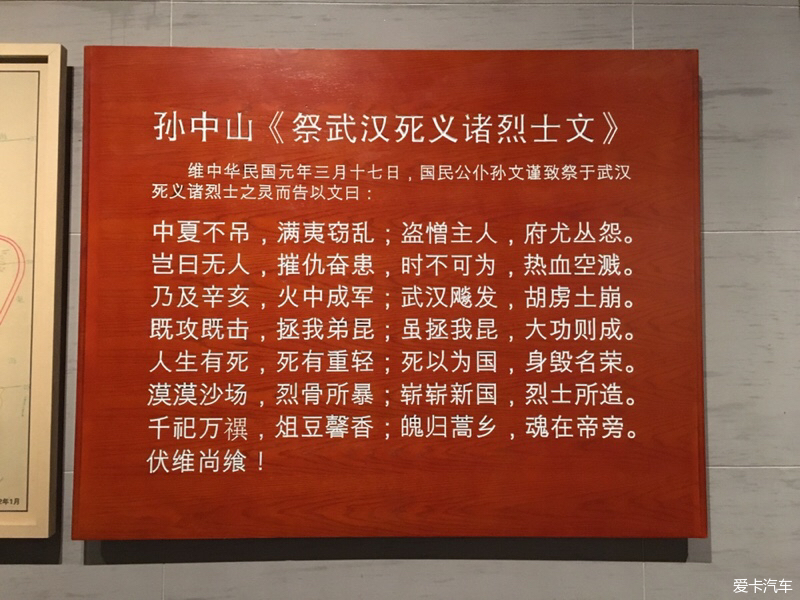 孙中山《祭武汉死义诸烈士文》
维中华民国元年三月十七日，国民公仆孙文谨致祭于武汉
死义诸烈士之灵而告以文曰：
中夏不吊，满夷窃乱；盗憎主人，府尤丛怨。
岂曰无人，摧仇奋患，时不可为，热血空溅。
乃及辛亥，火中成军；武汉飚发，胡虏土崩。
既攻既击，拯我弟昆；虽拯我昆，大功则成。
人生有死，死有重轻；死以为国，身毁名荣。
漠漠沙场，烈骨所暴；崭崭新国，烈士所造。
千祀万禩，俎豆馨香；魄归蒿乡，魂在帝旁。
伏维尚飨！
年1月
爱卡汽车